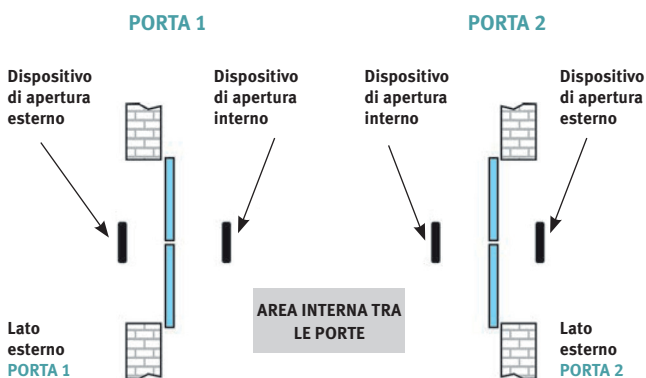 PORTA 1
PORTA 2
Dispositivo
di apertura
esterno
Dispositivo
di apertura
interno
Dispositivo
di apertura
interno
Dispositivo
di apertura
esterno
AREA INTERNA TRA
LE PORTE
Lato
esterno
PORTA 1
Lato
esterno
PORTA 2